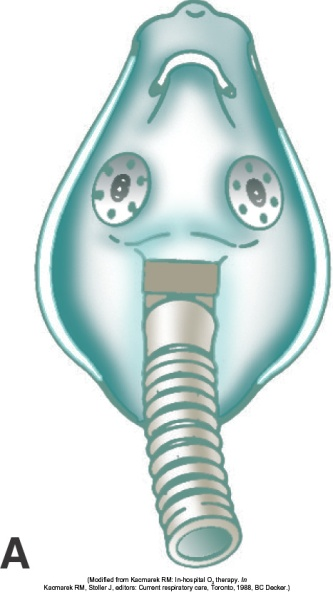 A
(Modified from Kacmarek RM: In-hospital O₂ therapy. In
Kacmarek RM, Stoller J, editors: Current respiratory care, Toronto, 1988, BC Decker.)